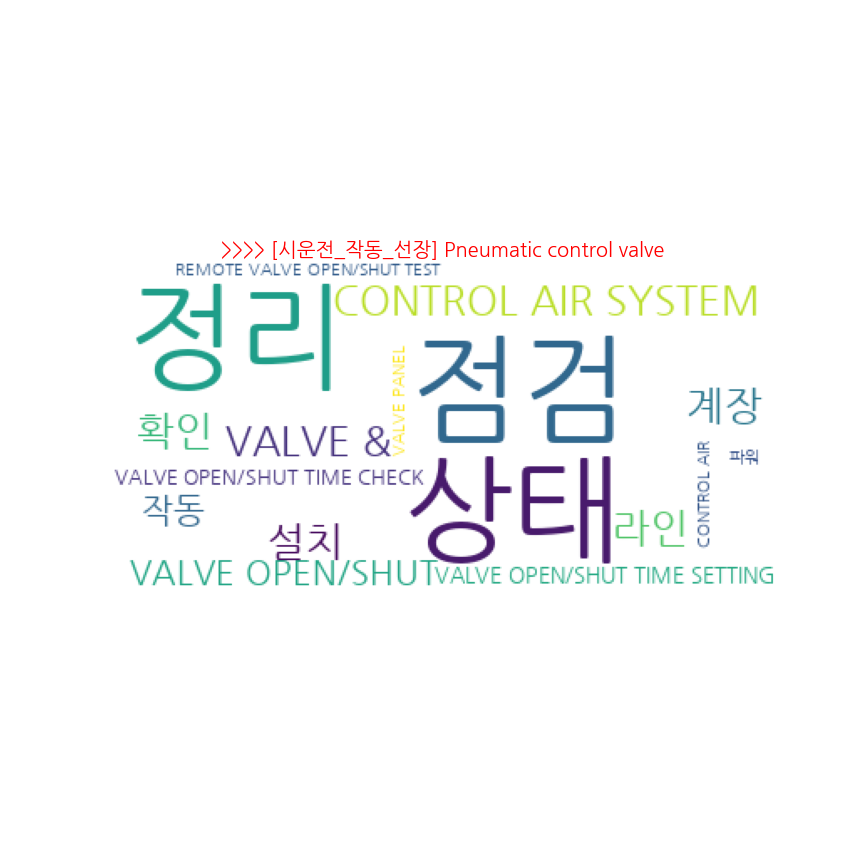 >>>> [시운전_작동_선장] Pneumatic control valve
REMOTE VALVE OPEN/SHUT TEST
정리
CONTROL AIR SYSTEM
점검
VALVE PANEL
계장
확인
VALVE &
파워
CONTROL AIR
VALVE OPEN/SHUT TIME CHECK
상태
작동
라인
설치
VALVE OPEN/SHUT
VALVE OPEN/SHUT TIME SETTING